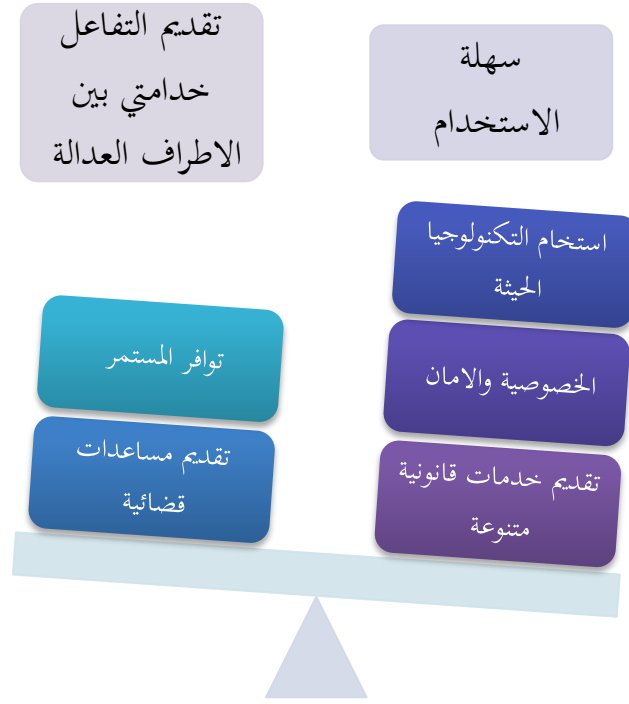 سهلة
الاستخدام
تقديم التفاعل
خدامتي بين
الاطراف العدالة
استخام التكنولوجيا
الحيثة
الخصوصية والامان
تقديم خدمات قانونية
متنوعة
توافر المستمر
تقديم مساعدات
قضائية